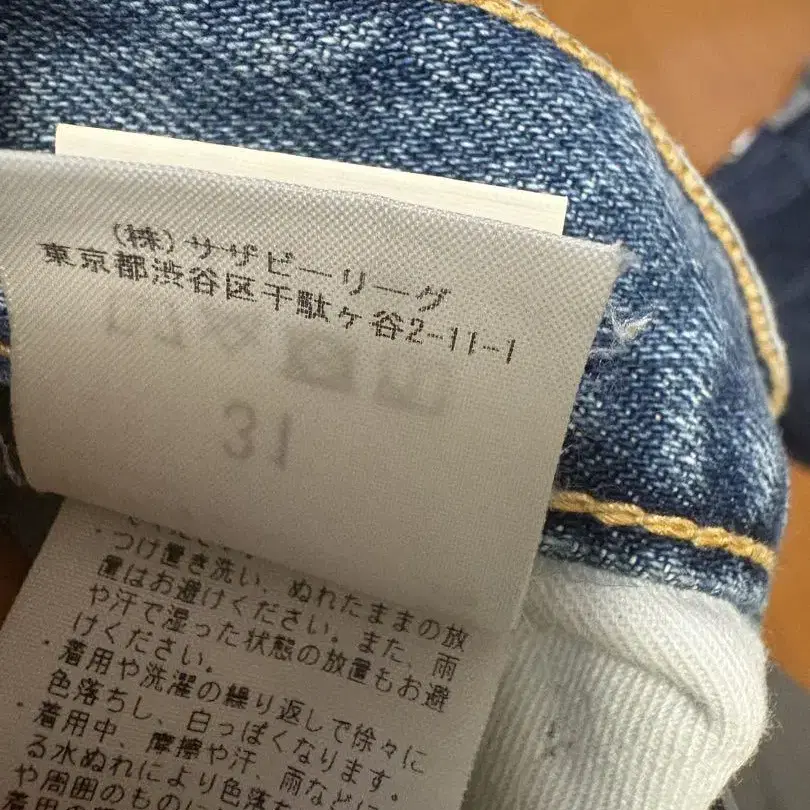 (株)サザビーリーグ
東京都渋谷区千駄ヶ谷2-11-1
31
・つけ置き洗い、ぬれたままの放
置はお避けください。また、雨
や汗で湿った状態の放置もお避
けください。
・着用や洗濯の繰り返しで徐々に
色落ちし、白っぽくなります。
・着用中、摩擦や汗、雨などに
る水ぬれにより色落
や周囲のものに